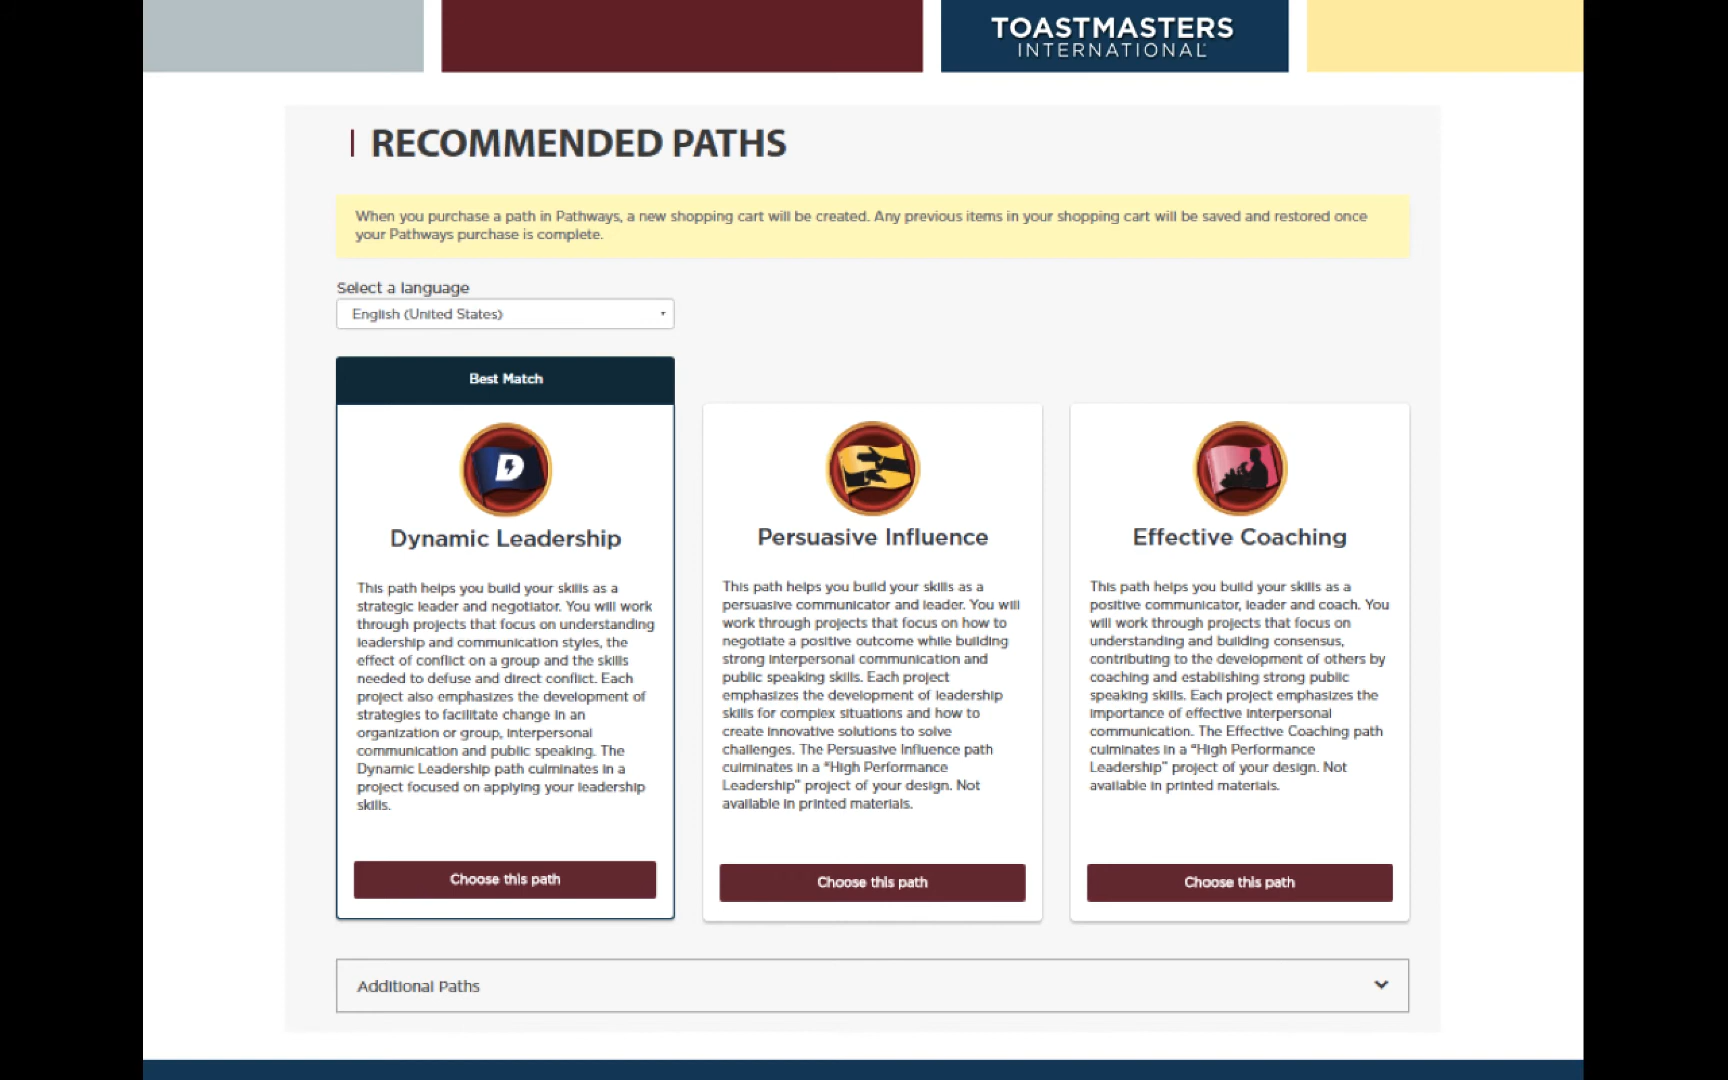 TOASTMASTERS
INTERNATIONAL
RECOMMENDED PATHS
When you purchase a path in Pathways, a new shopping cart will be created. Any previous items in your shopping cart will be saved and restored once
your Pathways purchase is complete.
Select a language
English (United States)
Best Match
D
Dynamic Leadership
This path helps you build your skills as a
strategic leader and negotiator. You will work
through projects that focus on understanding
leadership and communication styles, the
effect of conflict on a group and the skills
needed to defuse and direct conflict. Each
project also emphasizes the development of
strategies to facilitate change in an
organization or group, interpersonal
communication and public speaking. The
Dynamic Leadership path culminates in a
project focused on applying your leadership
skills.
Choose this path
Persuasive Influence
This path helps you build your skills as a
persuasive communicator and leader. You will
work through projects that focus on how to
negotiate a positive outcome while building
strong interpersonal communication and
public speaking skills. Each project
emphasizes the development of leadership
skills for complex situations and how to
create innovative solutions to solve
challenges. The Persuasive Influence path
culminates in a “High Performance
Leadership” project of your design. Not
available in printed materials.
Choose this path
Effective Coaching
This path helps you build your skills as a
positive communicator, leader and coach. You
will work through projects that focus on
understanding and building consensus,
contributing to the development of others by
coaching and establishing strong public
speaking skills. Each project emphasizes the
importance of effective interpersonal
communication. The Effective Coaching path
culminates in a “High Performance
Leadership” project of your design. Not
available in printed materials.
Choose this path
Additional Paths